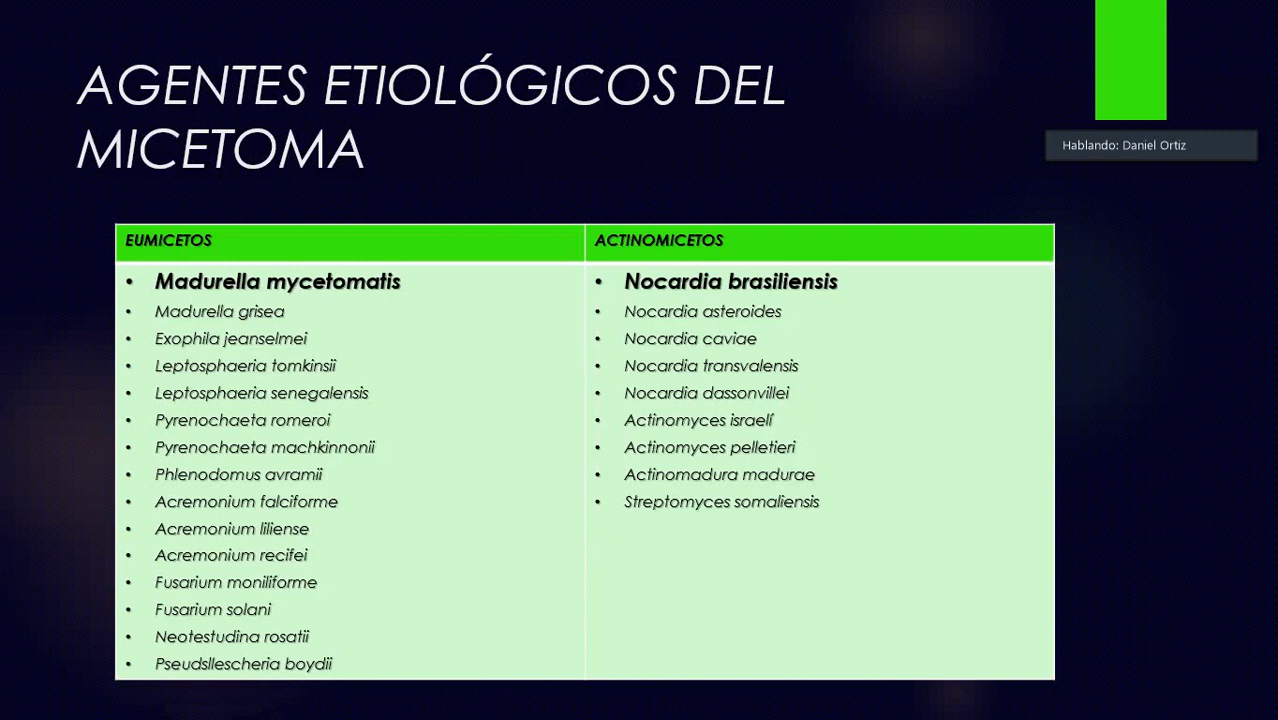 AGENTES ETIOLÓGICOS DEL
MICETOMA
Hablando: Daniel Ortiz
EUMICETOS
• Madurella mycetomatis
• Madurella grisea
• Exophila jeanselmei
• Leptosphaeria tomkinsii
• Leptosphaeria senegalensis
• Pyrenochaeta romeroi
• Pyrenochaeta machkinnonii
• Phlenodomus avramii
• Acremonium falciforme
• Acremonium liliense
• Acremonium recifei
• Fusarium moniliforme
• Fusarium solani
• Neotestudina rosatii
• Pseudsllescheria boydii
ACTINOMICETOS
• Nocardia brasiliensis
• Nocardia asteroides
• Nocardia caviae
• Nocardia transvalensis
• Nocardia dassonvillei
• Actinomyces israelí
• Actinomyces pelletieri
• Actinomadura madurae
• Streptomyces somaliensis